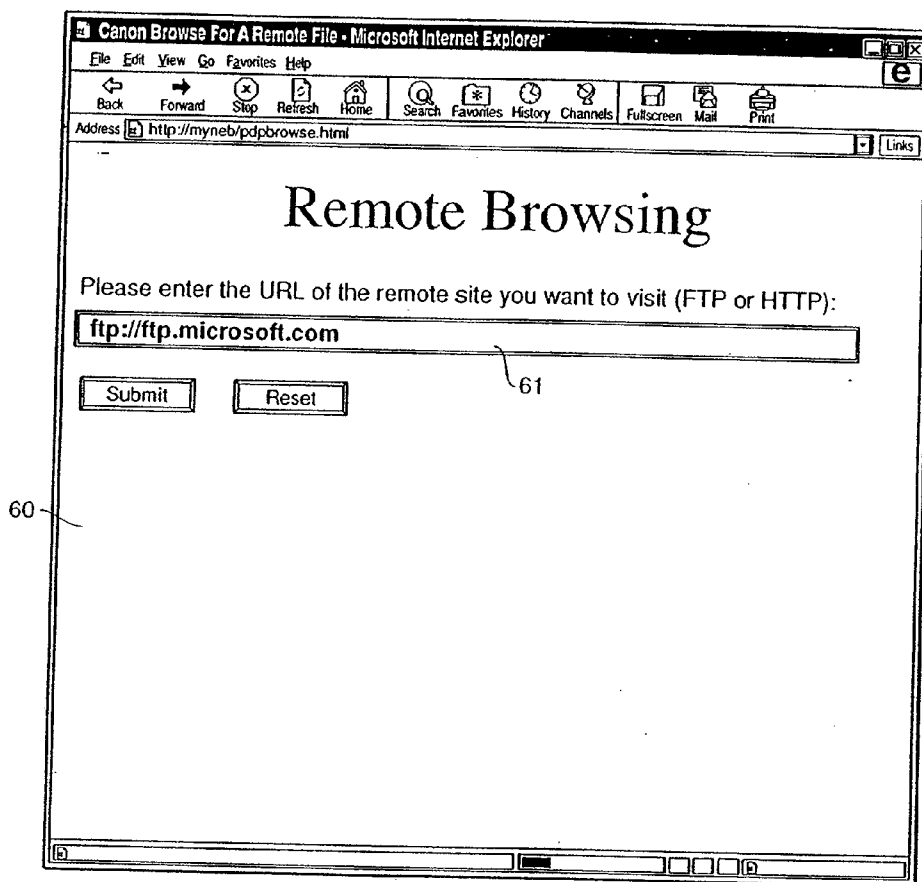 Canon Browse For A Remote File - Microsoft Internet Explorer
File Edit View Go Favorites Help
e
Back Forward Stop Refresh Home Search Favorites History Channels Fullscreen Mail Print
Address http://myneb/pdpbrowse.html Links
Remote Browsing
Please enter the URL of the remote site you want to visit (FTP or HTTP):
ftp://ftp.microsoft.com
61
Submit Reset
60